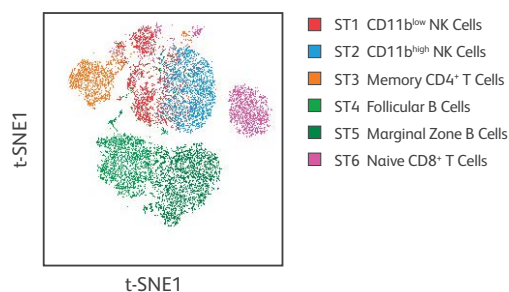 ST1 CD11blow NK Cells
ST2 CD11bhigh NK Cells
ST3 Memory CD4+ T Cells
ST4 Follicular B Cells
ST5 Marginal Zone B Cells
ST6 Naive CD8+ T Cells
t-SNE1
t-SNE1